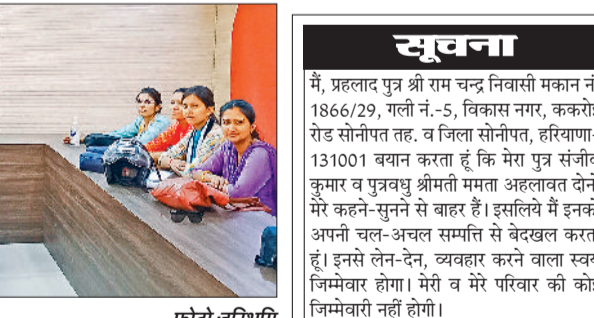 सूचना
मैं, प्रहलाद पुत्र श्री राम चन्द्र निवासी मकान नं
1866/29, गली नं.-5, विकास नगर, ककरोई
रोड सोनीपत तह. व जिला सोनीपत, हरियाणा-
131001 बयान करता हूं कि मेरा पुत्र संजीव
कुमार व पुत्रवधु श्रीमती ममता अहलावत दोनों
मेरे कहने-सुनने से बाहर हैं। इसलिये मैं इनको
अपनी चल-अचल सम्पत्ति से बेदखल करता
हूं। इनसे लेन-देन, व्यवहार करने वाला स्वयं
जिम्मेवार होगा। मेरी व मेरे परिवार की कोई
जिम्मेवारी नहीं होगी।
फोटो हरिभूमि